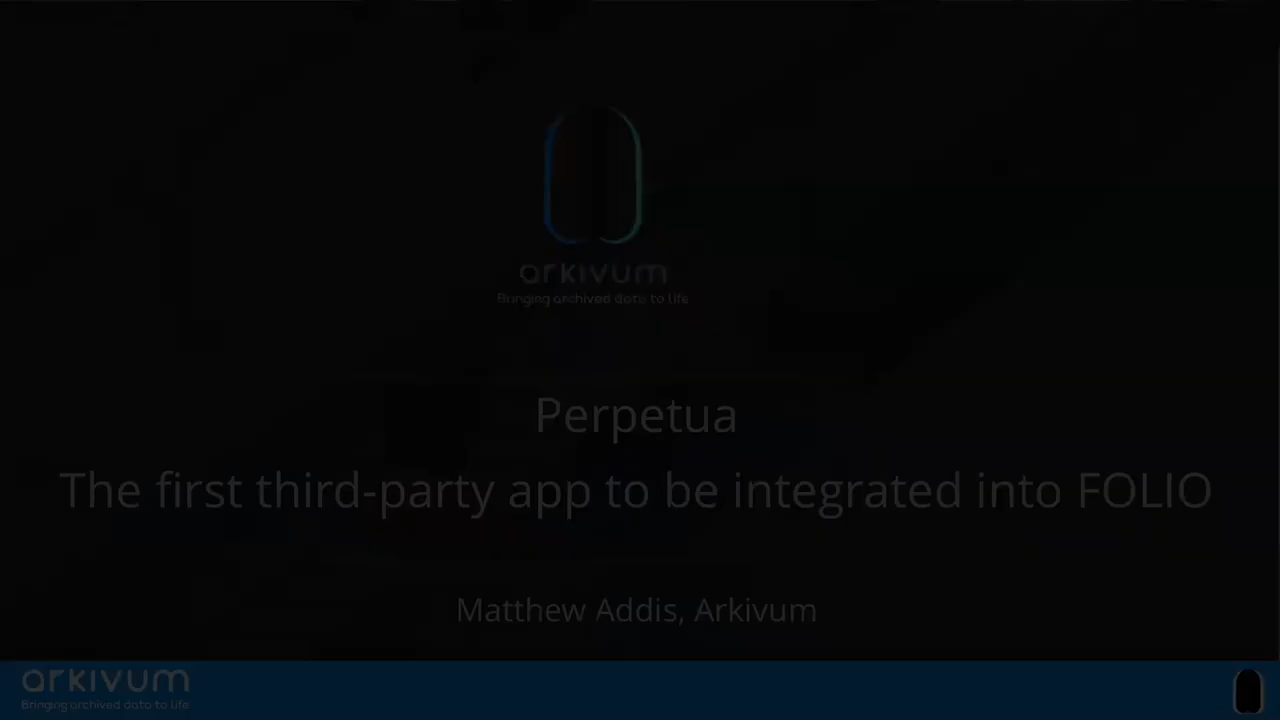 arkivum
Bringing archived data to life
Perpetua
The first third-party app to be integrated into FOLIO
Matthew Addis, Arkivum
arkivum
Bringing archived data to life